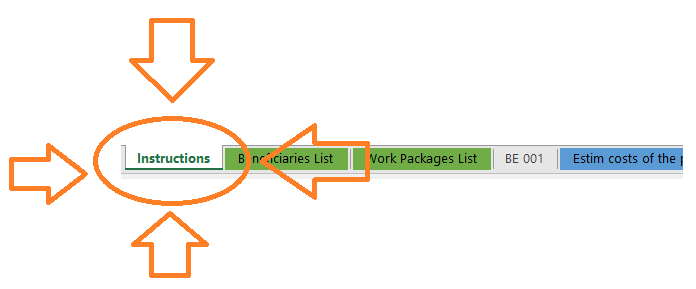 Instructions
Beneficiaries List
Work Packages List
BE 001
Estim costs of the p